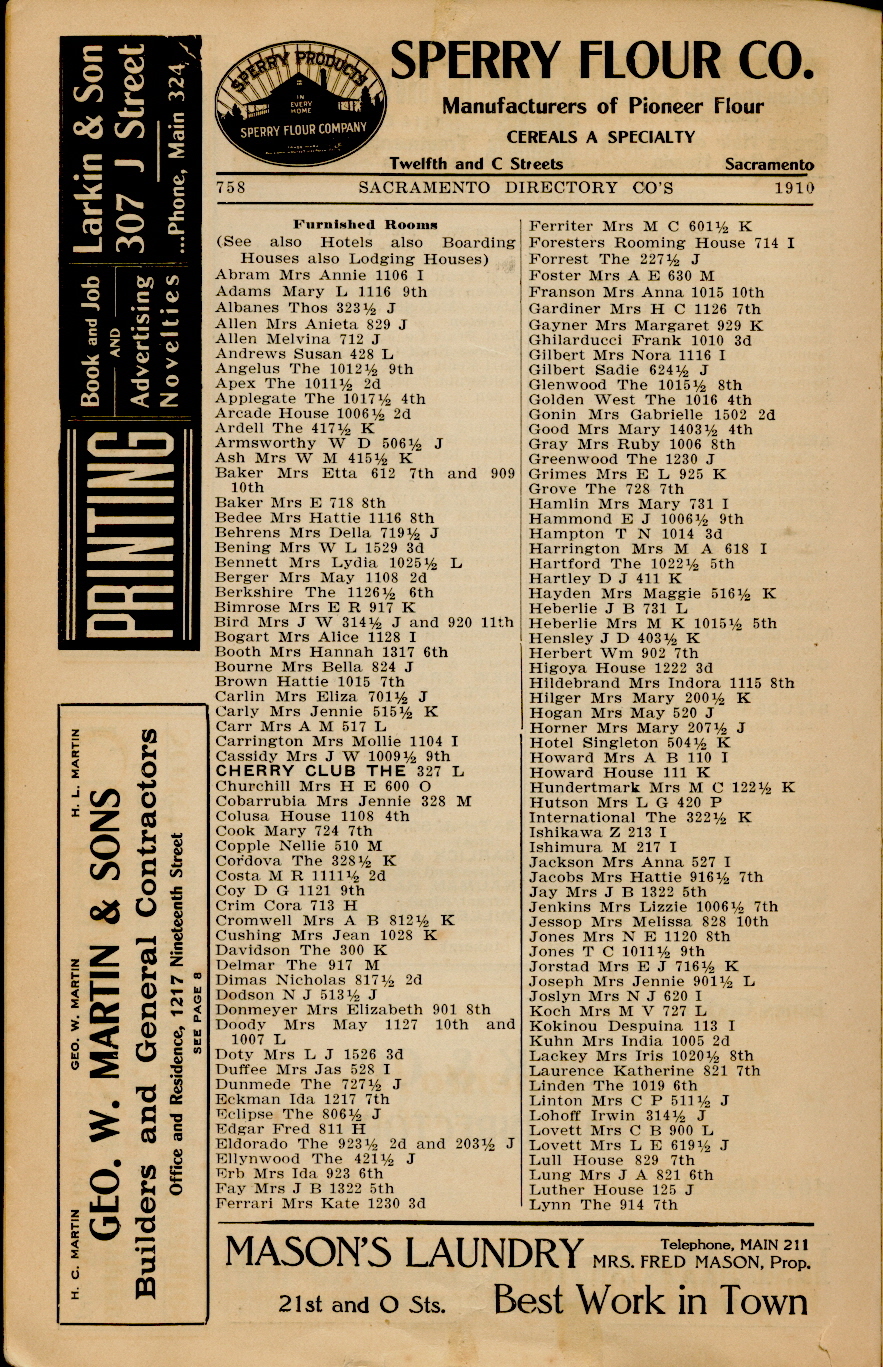 SPERRY PRODUCTS
IN
EVERY
HOME
SPERRY FLOUR COMPANY
SPERRY FLOUR CO.
Manufacturers of Pioneer Flour
CEREALS A SPECIALTY
Twelfth and C Streets Sacramento
758 SACRAMENTO DIRECTORY CO'S 1910
PRINTING
Book and Job
AND
Advertising
Novelties
Larkin & Son
307 J Street
...Phone, Main 324
H. C. MARTIN GEO. W. MARTIN H. L. MARTIN
GEO. W. MARTIN & SONS
Builders and General Contractors
Office and Residence, 1217 Nineteenth Street
SEE PAGE 8
Furnished Rooms
(See also Hotels also Boarding
Houses also Lodging Houses)
Abram Mrs Annie 1106 I
Adams Mary L 1116 9th
Albanes Thos 323½ J
Allen Mrs Anieta 829 J
Allen Melvina 712 J
Andrews Susan 428 L
Angelus The 1012½ 9th
Apex The 1011½ 2d
Applegate The 1017½ 4th
Arcade House 1006½ 2d
Ardell The 417½ K
Armsworthy W D 506½ J
Ash Mrs W M 415½ K
Baker Mrs Etta 612 7th and 909
10th
Baker Mrs E 718 8th
Bedee Mrs Hattie 1116 8th
Behrens Mrs Della 719½ J
Bening Mrs W L 1529 3d
Bennett Mrs Lydia 1025½ L
Berger Mrs May 1108 2d
Berkshire The 1126½ 6th
Bimrose Mrs E R 917 K
Bird Mrs J W 314½ J and 920 11th
Bogart Mrs Alice 1128 I
Booth Mrs Hannah 1317 6th
Bourne Mrs Bella 824 J
Brown Hattie 1015 7th
Carlin Mrs Eliza 701½ J
Carly Mrs Jennie 515½ K
Carr Mrs A M 517 L
Carrington Mrs Mollie 1104 I
Cassidy Mrs J W 1009½ 9th
CHERRY CLUB THE 327 L
Churchill Mrs H E 600 O
Cobarrubia Mrs Jennie 328 M
Colusa House 1108 4th
Cook Mary 724 7th
Copple Nellie 510 M
Cordova The 328½ K
Costa M R 1111½ 2d
Coy D G 1121 9th
Crim Cora 713 H
Cromwell Mrs A B 812½ K
Cushing Mrs Jean 1028 K
Davidson The 300 K
Delmar The 917 M
Dimas Nicholas 817½ 2d
Dodson N J 513½ J
Donmeyer Mrs Elizabeth 901 8th
Doody Mrs May 1127 10th and
1007 L
Doty Mrs L J 1526 3d
Duffee Mrs Jas 528 I
Dunmede The 727½ J
Eckman Ida 1217 7th
Eclipse The 806½ J
Edgar Fred 811 H
Eldorado The 923½ 2d and 203½ J
Ellynwood The 421½ J
Erb Mrs Ida 923 6th
Fay Mrs J B 1322 5th
Ferrari Mrs Kate 1230 3d
Ferriter Mrs M C 601½ K
Foresters Rooming House 714 I
Forrest The 227½ J
Foster Mrs A E 630 M
Franson Mrs Anna 1015 10th
Gardiner Mrs H C 1126 7th
Gayner Mrs Margaret 929 K
Ghilarducci Frank 1010 3d
Gilbert Mrs Nora 1116 I
Gilbert Sadie 624½ J
Glenwood The 1015½ 8th
Golden West The 1016 4th
Gonin Mrs Gabrielle 1502 2d
Good Mrs Mary 1403½ 4th
Gray Mrs Ruby 1006 8th
Greenwood The 1230 J
Grimes Mrs E L 925 K
Grove The 728 7th
Hamlin Mrs Mary 731 I
Hammond E J 1006½ 9th
Hampton T N 1014 3d
Harrington Mrs M A 618 I
Hartford The 1022½ 5th
Hartley D J 411 K
Hayden Mrs Maggie 516½ K
Heberlie J B 731 L
Heberlie Mrs M K 1015½ 5th
Hensley J D 403½ K
Herbert Wm 902 7th
Higoya House 1222 3d
Hildebrand Mrs Indora 1115 8th
Hilger Mrs Mary 200½ K
Hogan Mrs May 520 J
Horner Mrs Mary 207½ J
Hotel Singleton 504½ K
Howard Mrs A B 110 I
Howard House 111 K
Hundertmark Mrs M C 122½ K
Hutson Mrs L G 420 P
International The 322½ K
Ishikawa Z 213 I
Ishimura M 217 I
Jackson Mrs Anna 527 I
Jacobs Mrs Hattie 916½ 7th
Jay Mrs J B 1322 5th
Jenkins Mrs Lizzie 1006½ 7th
Jessop Mrs Melissa 828 10th
Jones Mrs N E 1120 8th
Jones T C 1011½ 9th
Jorstad Mrs E J 716½ K
Joseph Mrs Jennie 901½ L
Joslyn Mrs N J 620 I
Koch Mrs M V 727 L
Kokinou Despuina 113 I
Kuhn Mrs India 1005 2d
Lackey Mrs Iris 1020½ 8th
Laurence Katherine 821 7th
Linden The 1019 6th
Linton Mrs C P 511½ J
Lohoff Irwin 314½ J
Lovett Mrs C B 900 L
Lovett Mrs L E 619½ J
Lull House 829 7th
Lung Mrs J A 821 6th
Luther House 125 J
Lynn The 914 7th
MASON'S LAUNDRY Telephone, MAIN 211
MRS. FRED MASON, Prop.
21st and O Sts. Best Work in Town